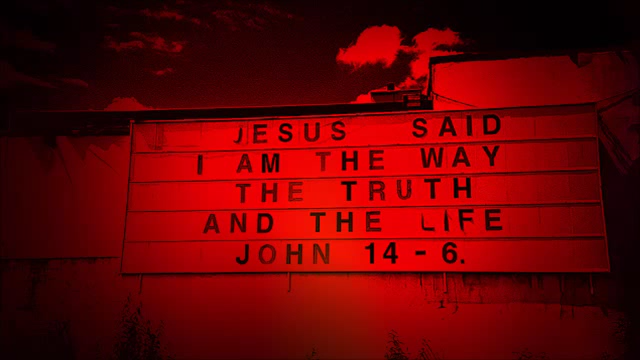 JESUS SAID
I AM THE WAY
THE TRUTH
AND THE LIFE
JOHN 14 - 6.